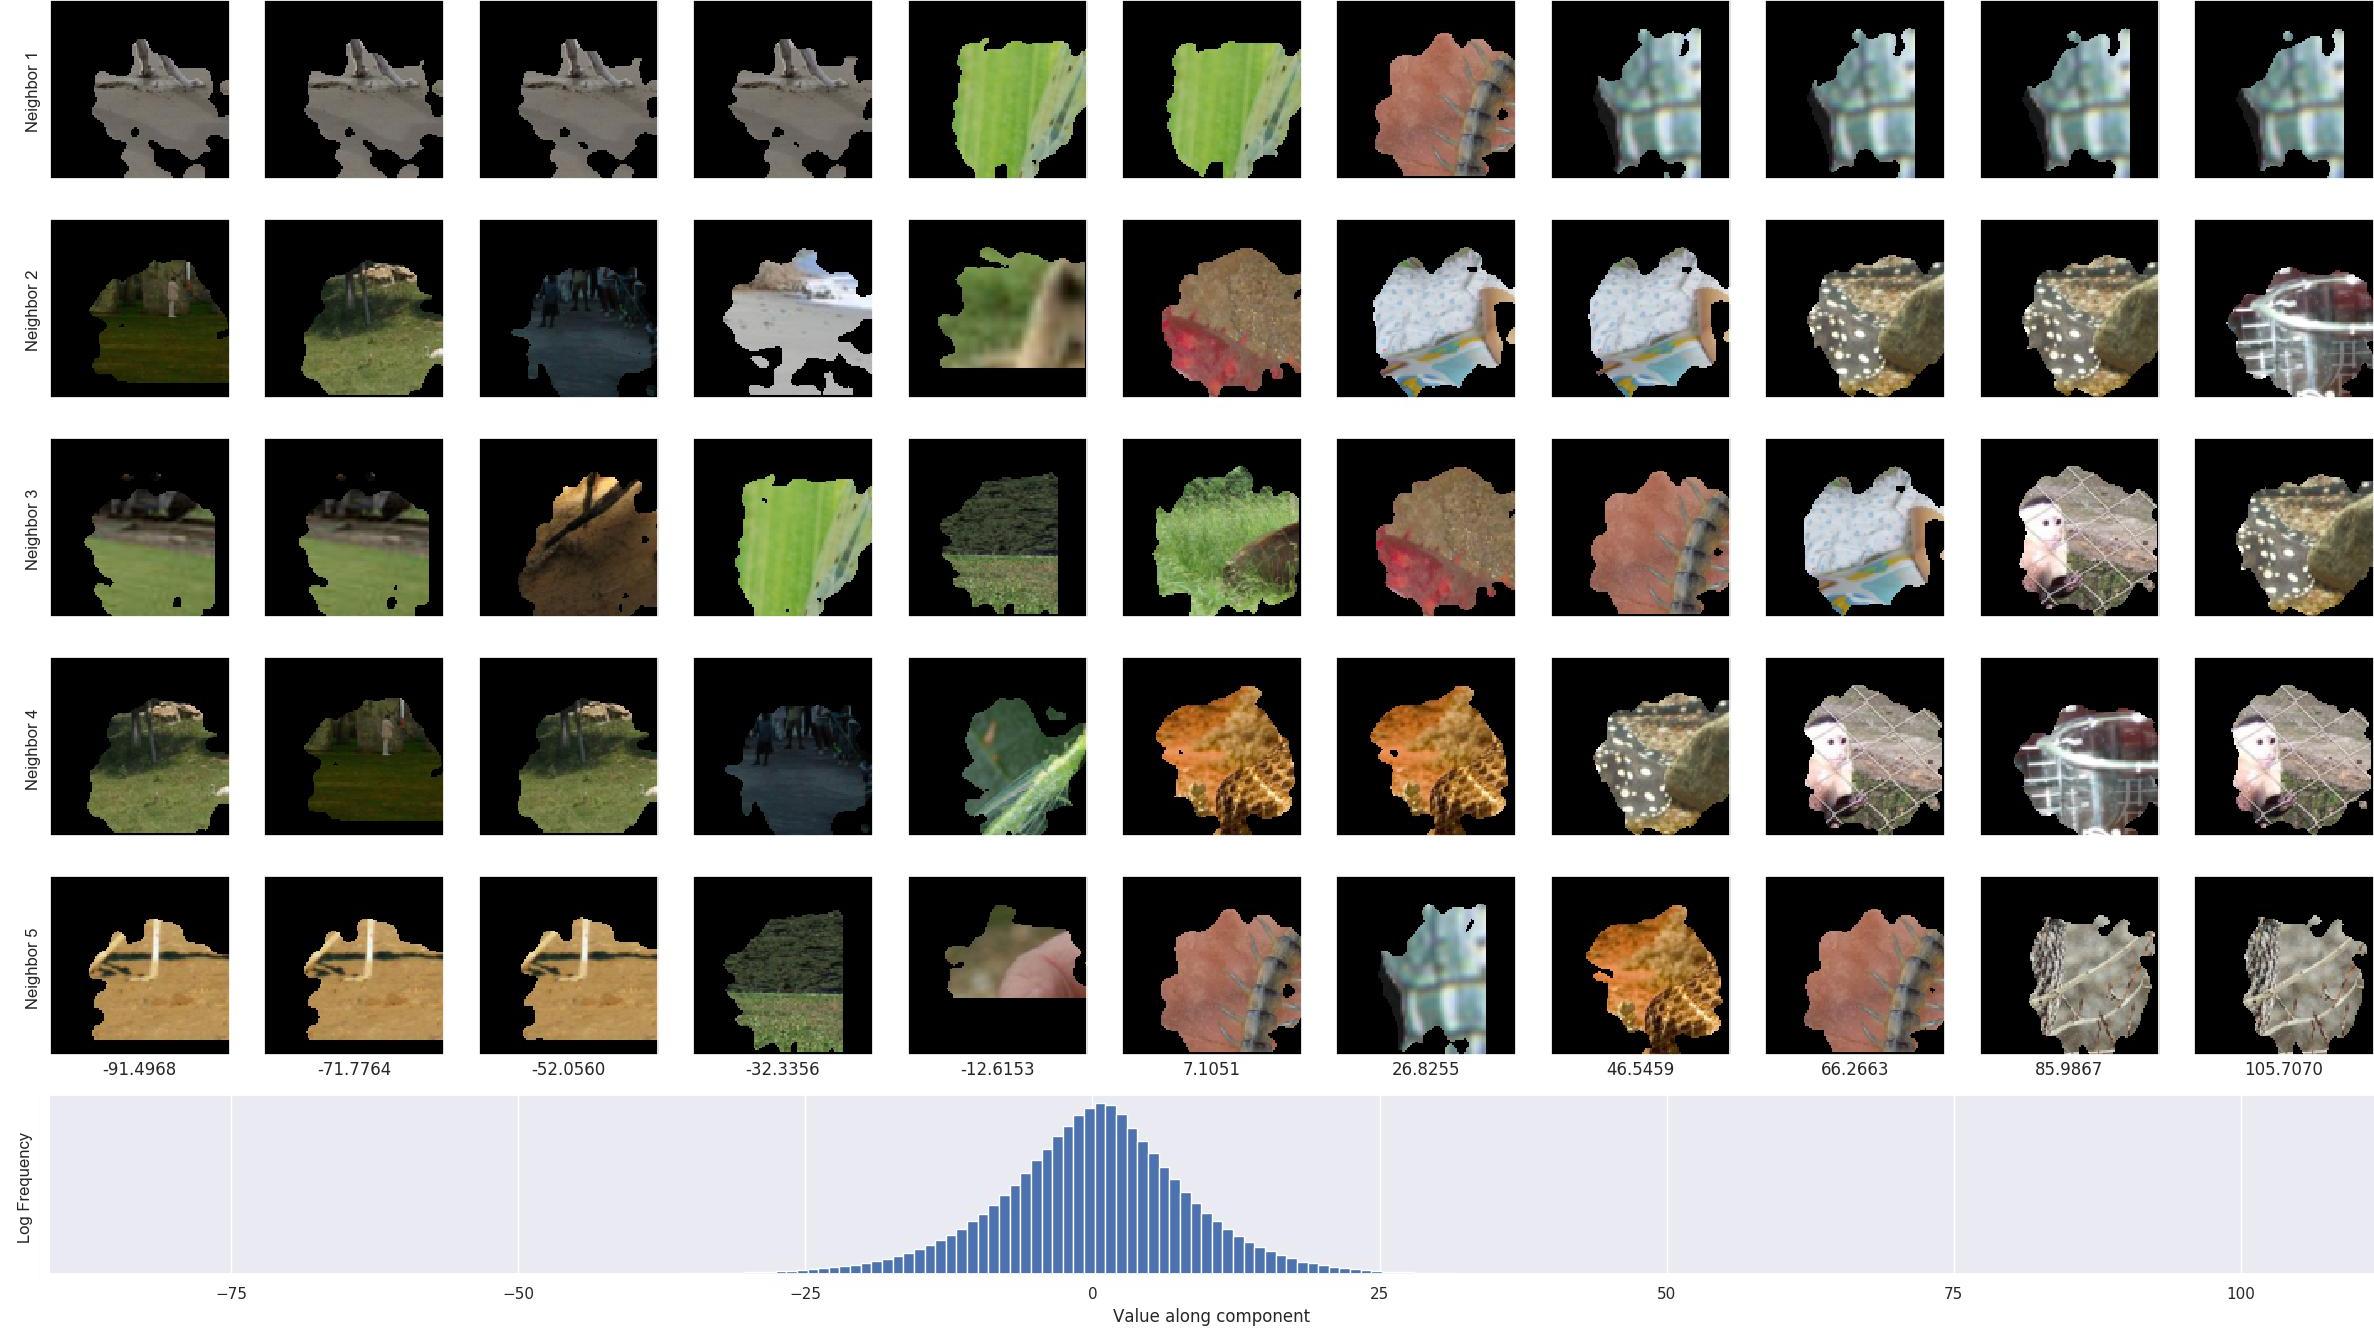 Neighbor 1
Neighbor 2
Neighbor 3
Neighbor 4
Neighbor 5
-91.4968 -71.7764 -52.0560 -32.3356 -12.6153 7.1051 26.8255 46.5459 66.2663 85.9867 105.7070
Log Frequency
−75 −50 −25 0 25 50 75 100
Value along component